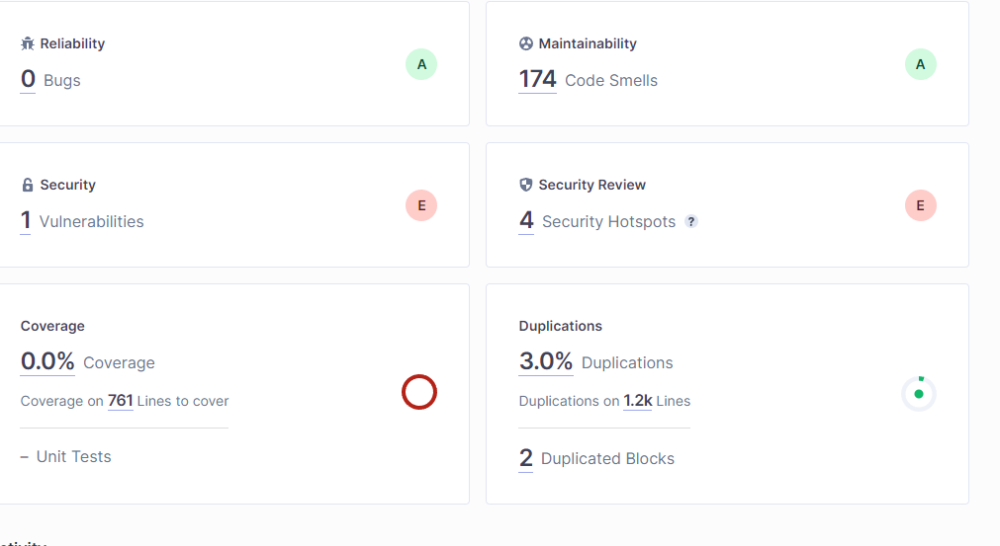 Reliability
0 Bugs
A
Maintainability
174 Code Smells
A
Security
1 Vulnerabilities
E
Security Review
4 Security Hotspots ?
E
Coverage
0.0% Coverage
Coverage on 761 Lines to cover
– Unit Tests
Duplications
3.0% Duplications
Duplications on 1.2k Lines
2 Duplicated Blocks